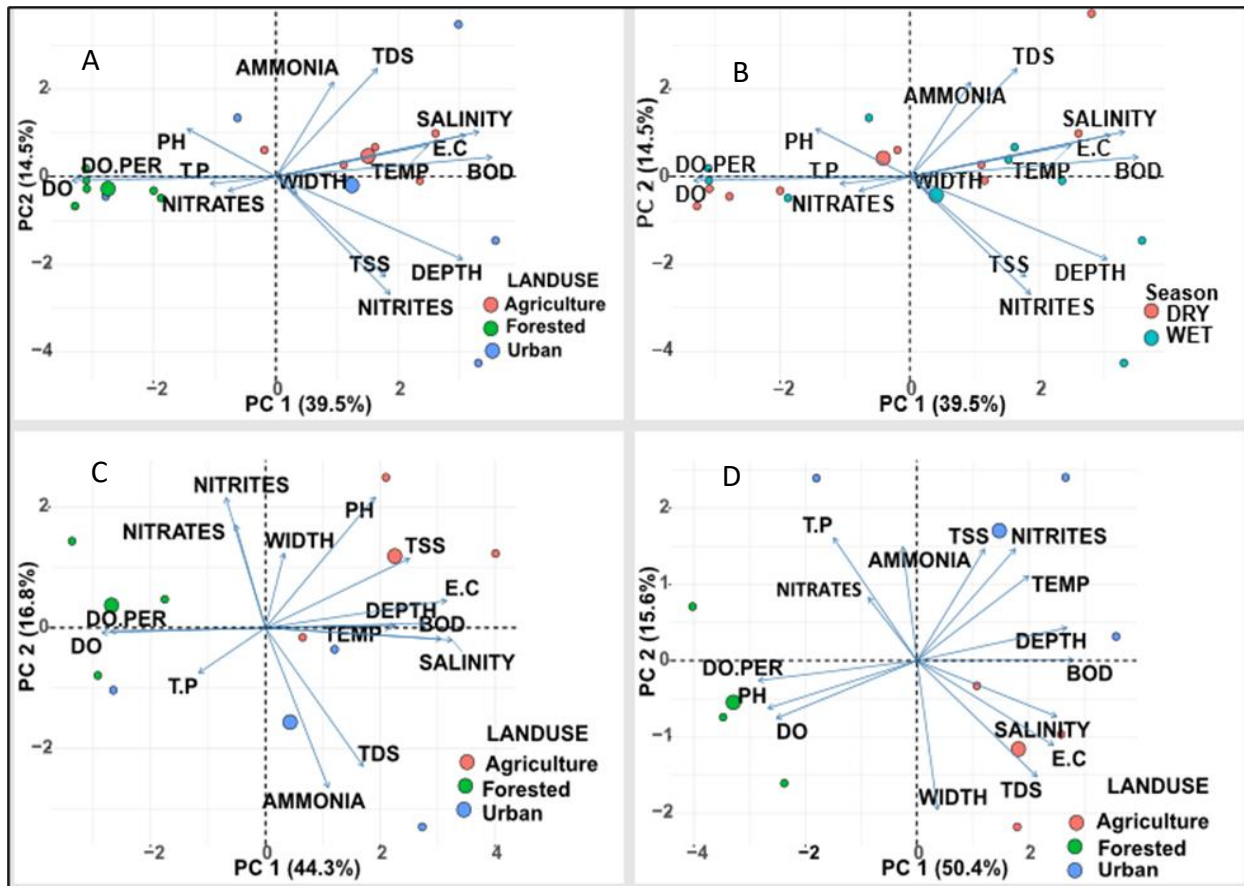 A
TDS
AMMONIA
2
SALINITY
PH
E.C
DO.PER
T.P
TEMP
BOD
0
DO
WIDTH
NITRATES
PC2 (14.5%)
−2
TSS
DEPTH
NITRITES
LANDUSE
Agriculture
Forested
Urban
−4
−2
0
2
PC 1 (39.5%)
B
TDS
AMMONIA
2
SALINITY
PH
E.C
DO.PER
T.P
TEMP
BOD
0
DO
WIDTH
NITRATES
PC 2 (14.5%)
−2
TSS
DEPTH
NITRITES
Season
DRY
WET
−4
−2
0
2
PC 1 (39.5%)
C
NITRITES
2
PH
NITRATES
WIDTH
TSS
E.C
DEPTH
DO.PER
BOD
0
TEMP
DO
SALINITY
T.P
PC 2 (16.8%)
−2
TDS
AMMONIA
LANDUSE
Agriculture
Forested
Urban
−2
0
2
4
PC 1 (44.3%)
D
2
T.P
TSS
NITRITES
AMMONIA
1
TEMP
NITRATES
DEPTH
0
DO.PER
BOD
PH
DO
SALINITY
−1
E.C
PC 2 (15.6%)
WIDTH
TDS
−2
LANDUSE
Agriculture
Forested
Urban
−4
−2
0
2
PC 1 (50.4%)